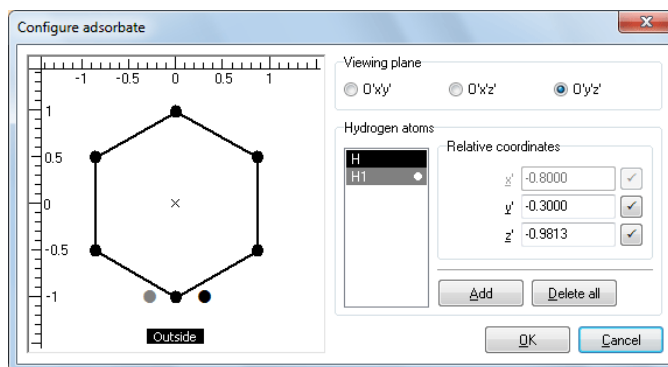 Configure adsorbate
x
-1 -0.5 0 0.5 1
1
0.5
0
-0.5
-1
Outside
Viewing plane
O'x'y' O'x'z' O'y'z'
Hydrogen atoms
H
H1
Relative coordinates
x' -0.8000
y' -0.3000
z' -0.9813
Add Delete all
OK Cancel